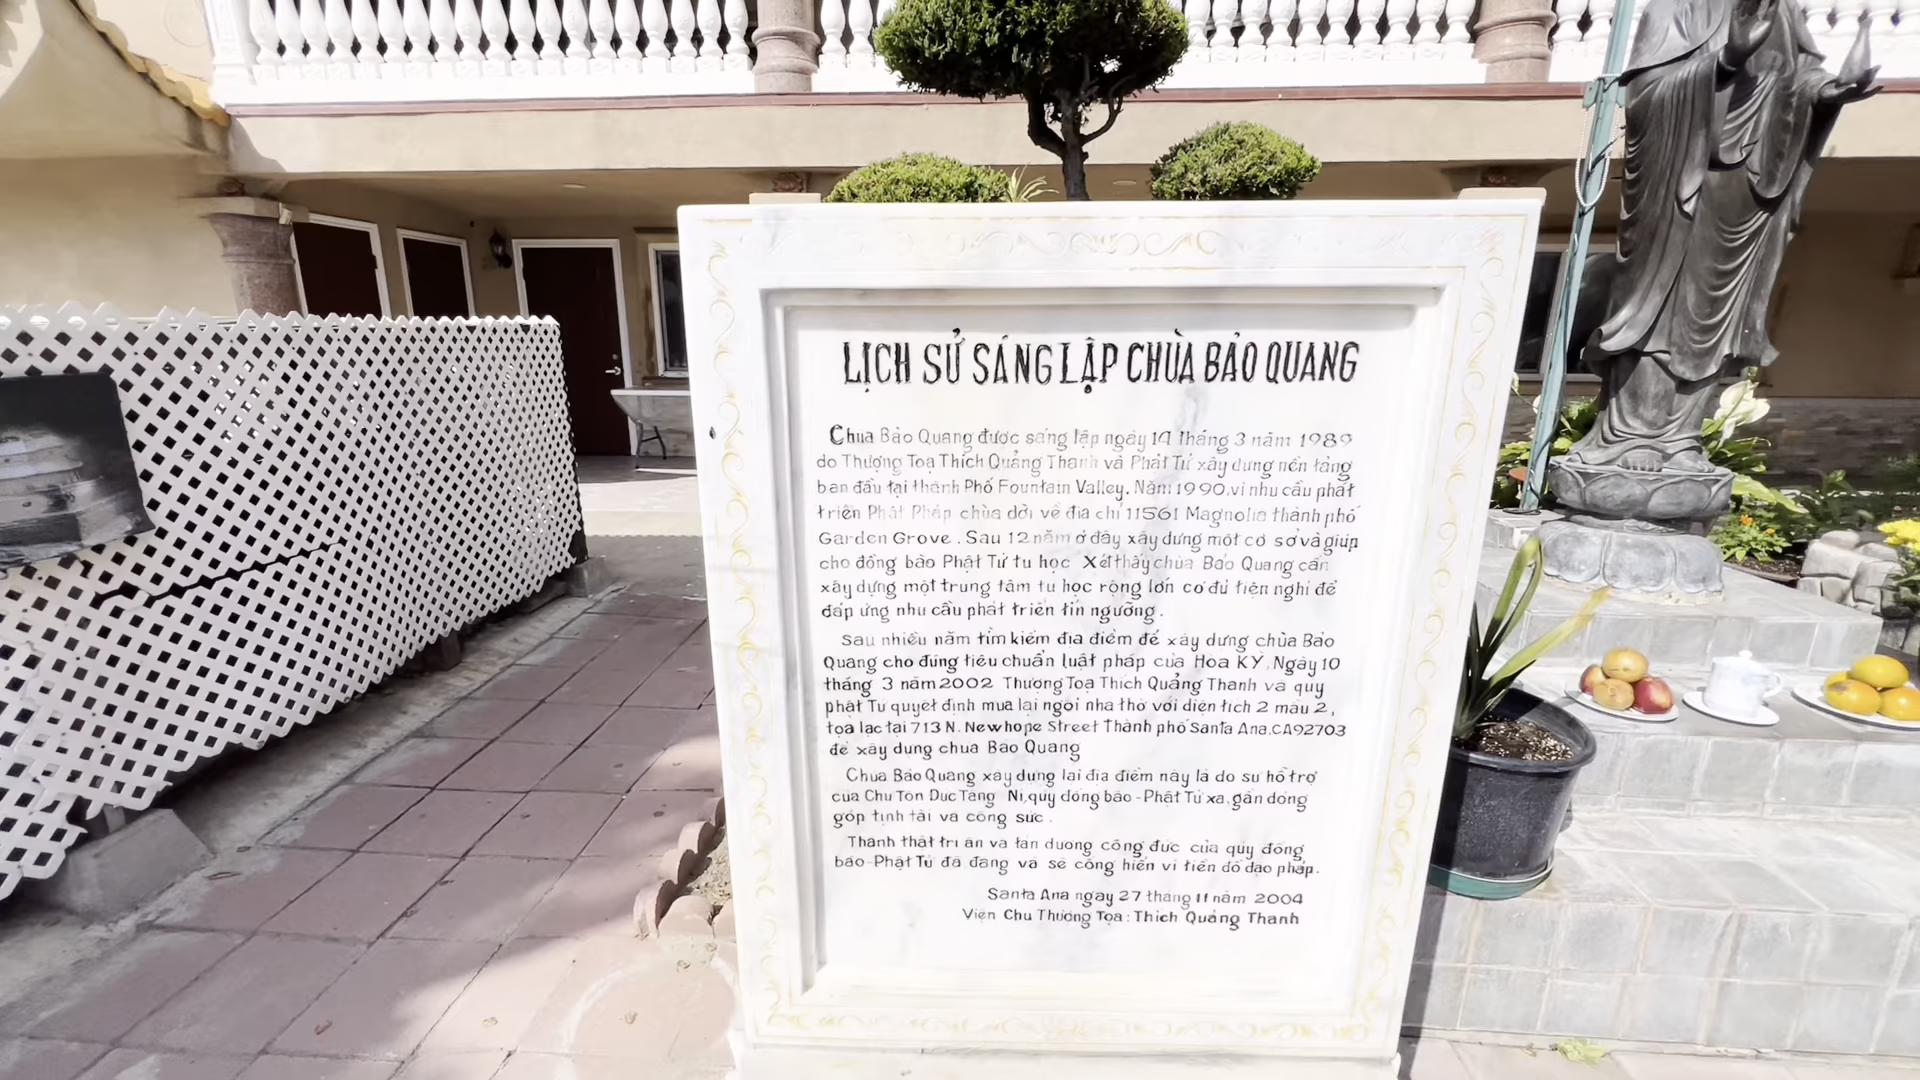 LỊCH SỬ SÁNG LẬP CHÙA BẢO QUANG
Chùa Bảo Quang được sáng lập ngày 14 tháng 3 năm 1989
do Thượng Toạ Thích Quảng Thanh và Phật Tử xây dựng nền tảng
ban đầu tại thành Phố Fountain Valley. Năm 1990.vì nhu cầu phát
triển Phật Pháp chùa dời về địa chỉ 11561 Magnolia thành phố
Garden Grove. Sau 12 năm ở đây xây dựng một cơ sở và giúp
cho đồng bào Phật Tử tu học Xét thấy chùa Bảo Quang cần
xây dựng một trung tâm tu học rộng lớn có đủ tiện nghi để
đáp ứng nhu cầu phát triển tín ngưỡng.
Sau nhiều năm tìm kiếm địa điểm để xây dựng chùa Bảo
Quang cho đúng tiêu chuẩn luật pháp của Hoa Kỳ. Ngày 10
tháng 3 năm 2002 Thượng Toạ Thích Quảng Thanh và quý
phật Tử quyết định mua lại ngôi nhà thờ với diện tích 2 mẫu 2,
toạ lạc tại 713 N. Newhope Street Thành phố Santa Ana.CA92703
để xây dựng chùa Bảo Quang
Chùa Bảo Quang xây dựng lại địa điểm này là do sự hỗ trợ
của Chư Tôn Đức Tăng Ni,quý đồng bào-Phật Tử xa,gần đóng
góp tịnh tài và công sức.
Thành thật tri ân và tán dương công đức của quý đồng
bào-Phật Tử đã đang và sẽ công hiến vì tiền đồ đạo pháp.
Santa Ana ngày 27 tháng 11 năm 2004
Viện Chủ Thượng Tọa: Thích Quảng Thanh